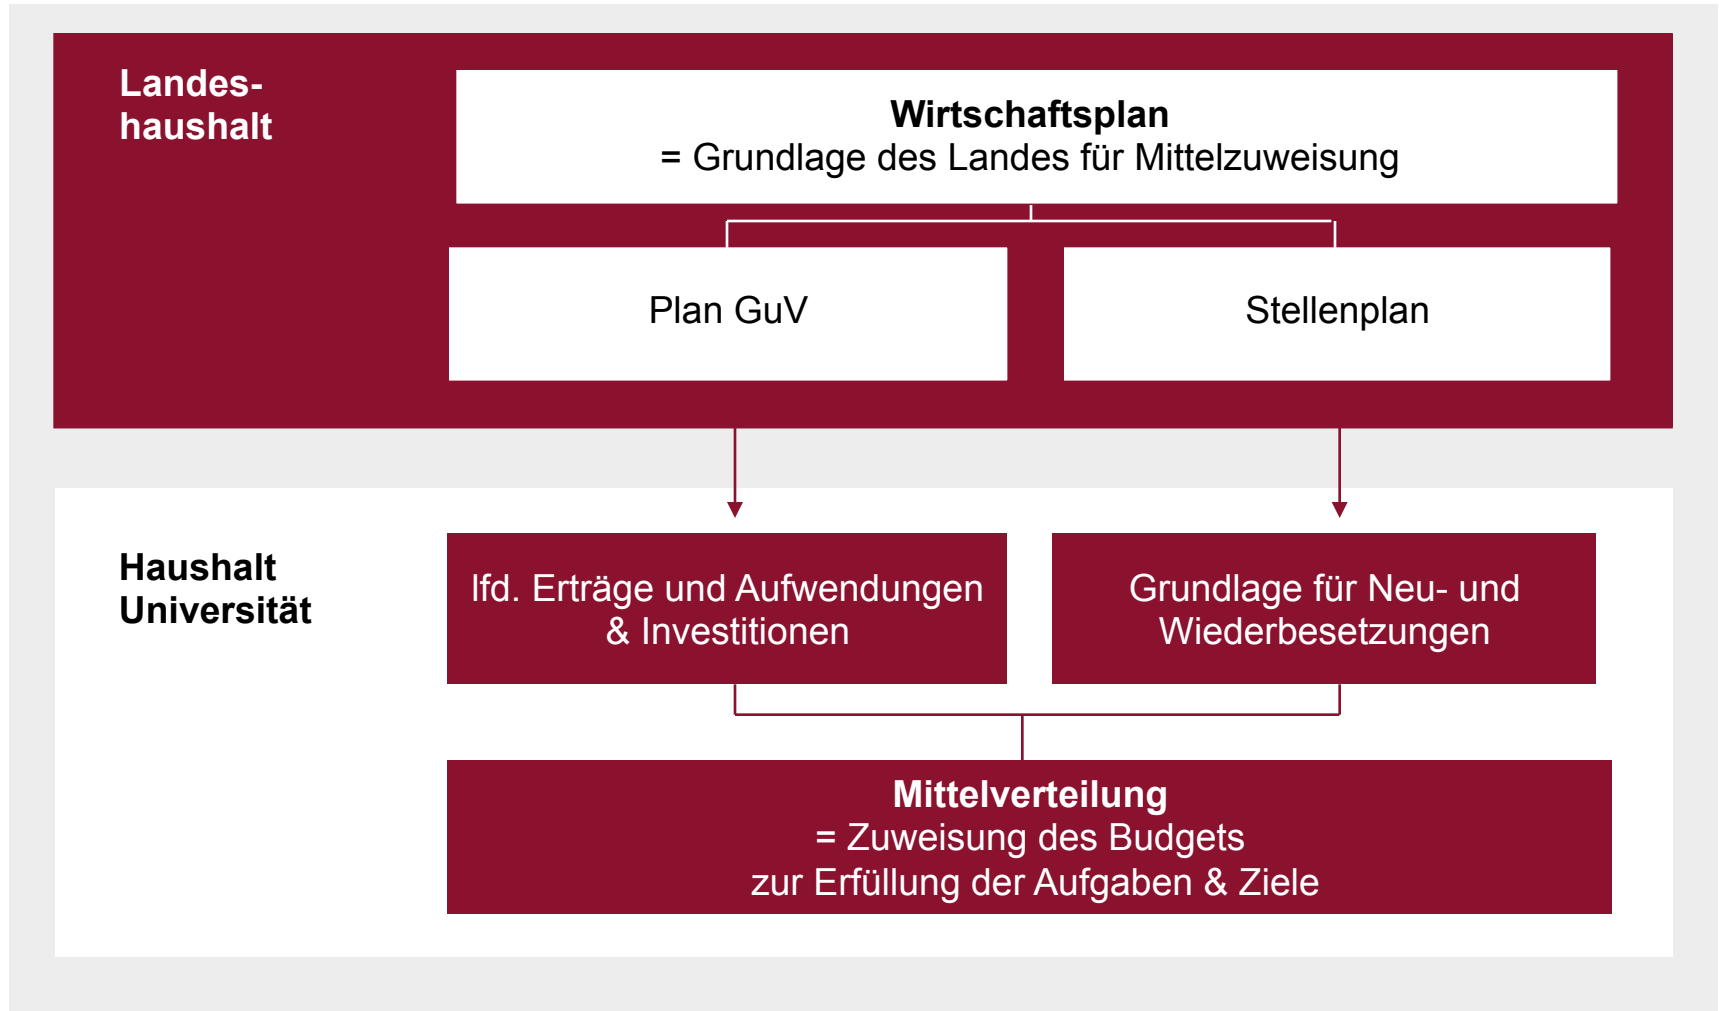 Landes-
haushalt
Wirtschaftsplan
= Grundlage des Landes für Mittelzuweisung
Plan GuV
Stellenplan
Haushalt
Universität
lfd. Erträge und Aufwendungen
& Investitionen
Grundlage für Neu- und
Wiederbesetzungen
Mittelverteilung
= Zuweisung des Budgets
zur Erfüllung der Aufgaben & Ziele